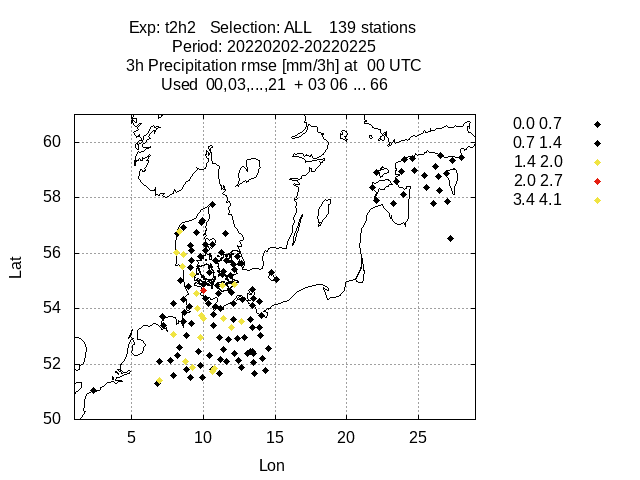 Exp: t2h2   Selection: ALL    139 stations
Period: 20220202-20220225
3h Precipitation rmse [mm/3h] at  00 UTC
Used  00,03,...,21  + 03 06 ... 66
0.0 0.7
0.7 1.4
1.4 2.0
2.0 2.7
3.4 4.1
60
58
56
54
52
50
Lat
5 10 15 20 25
Lon